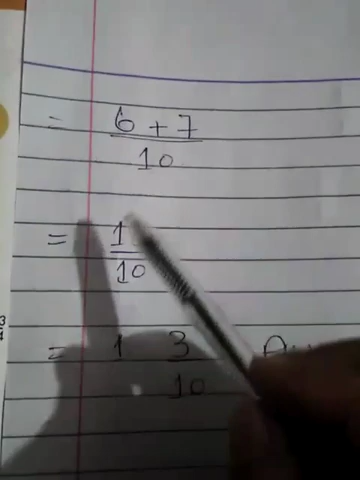 = 6 + 7
10
= 1
10
= 1 3
10